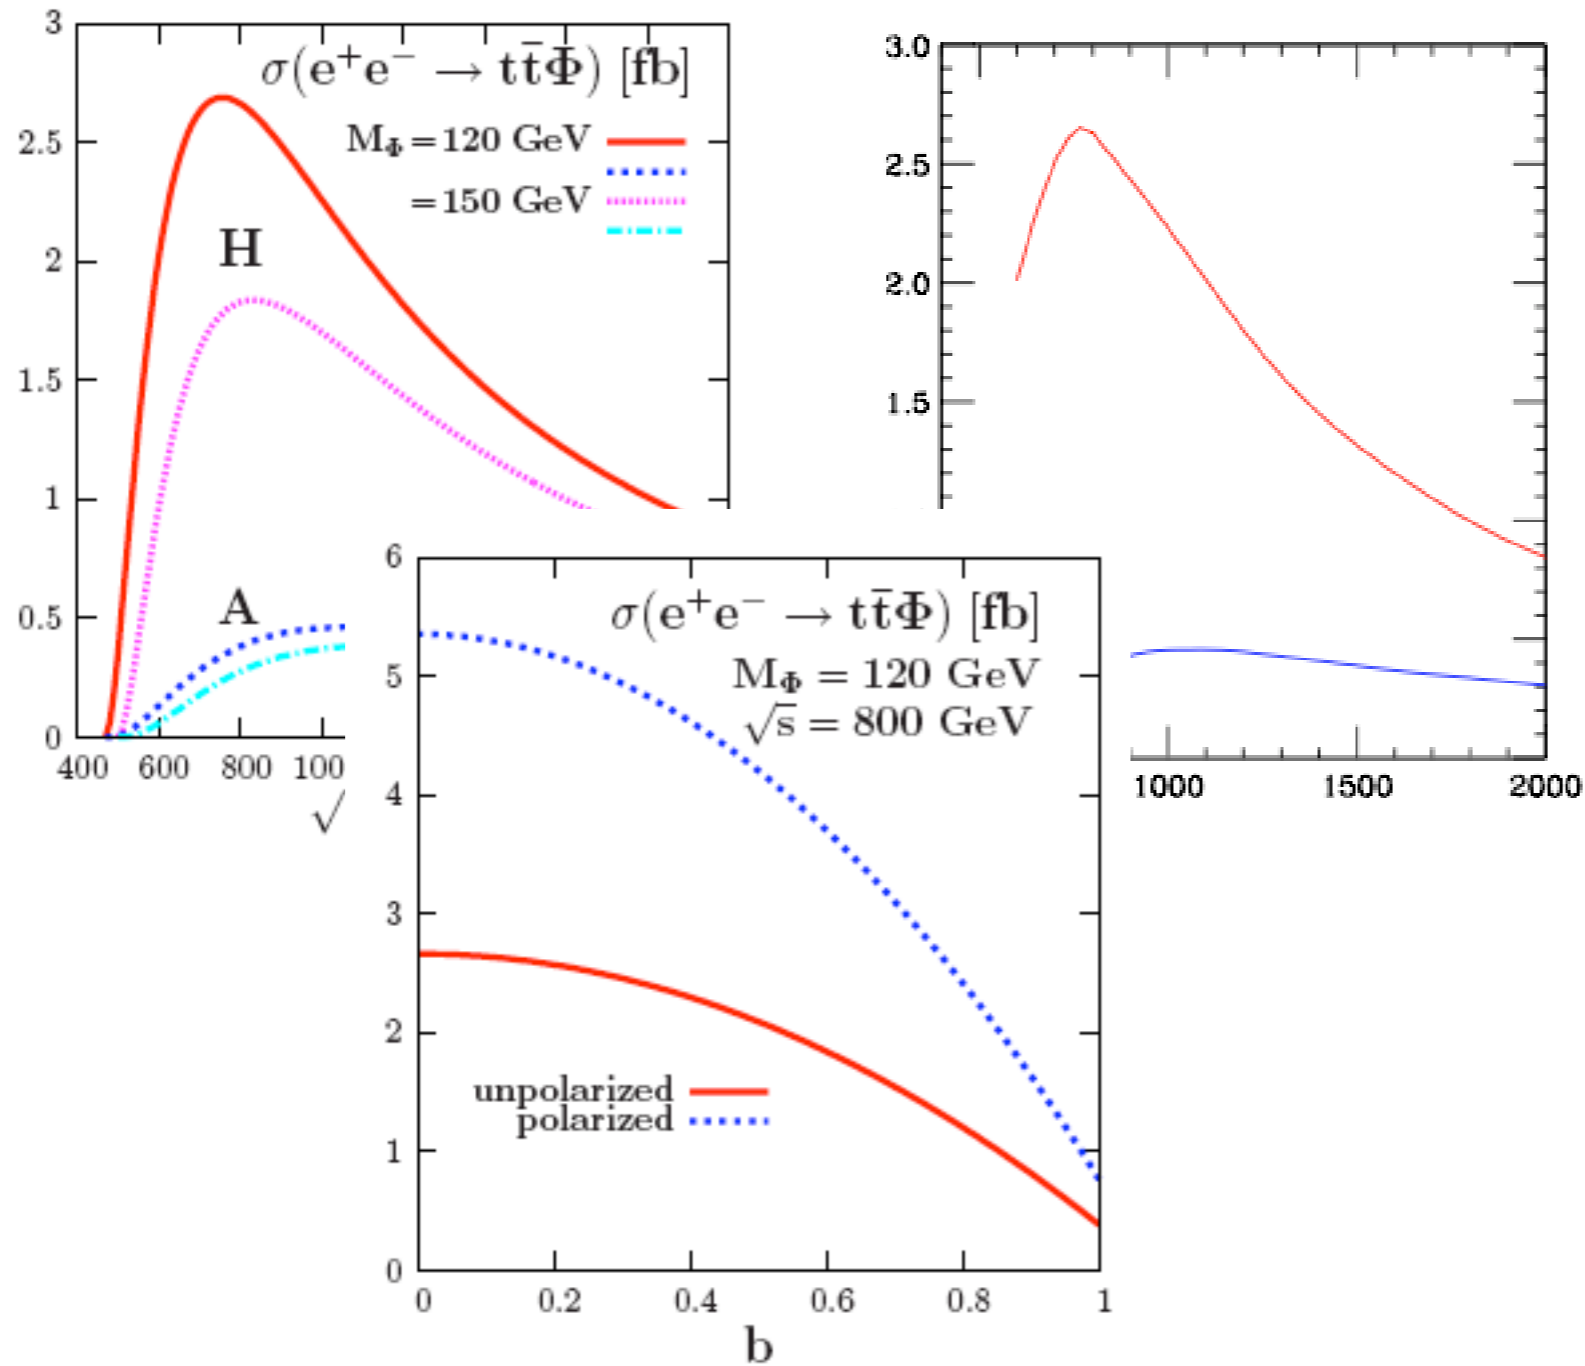 3
σ(e⁺e⁻ → tt̄Φ) [fb]
2.5
M_Φ = 120 GeV
= 150 GeV
H
2
1.5
1
A
0.5
0
400 600 800 100
√
3.0
2.5
2.0
1.5
1000 1500 2000
6
σ(e⁺e⁻ → tt̄Φ) [fb]
M_Φ = 120 GeV
√s = 800 GeV
5
4
3
2
unpolarized
polarized
1
0
0 0.2 0.4 0.6 0.8 1
b